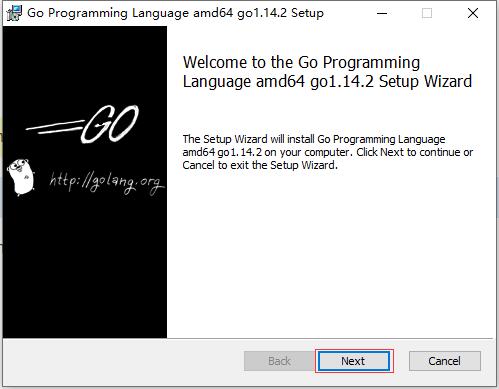 Go Programming Language amd64 go1.14.2 Setup
Welcome to the Go Programming
Language amd64 go1.14.2 Setup Wizard
GO
http://golang.org
The Setup Wizard will install Go Programming Language
amd64 go1.14.2 on your computer. Click Next to continue or
Cancel to exit the Setup Wizard.
Back
Next
Cancel